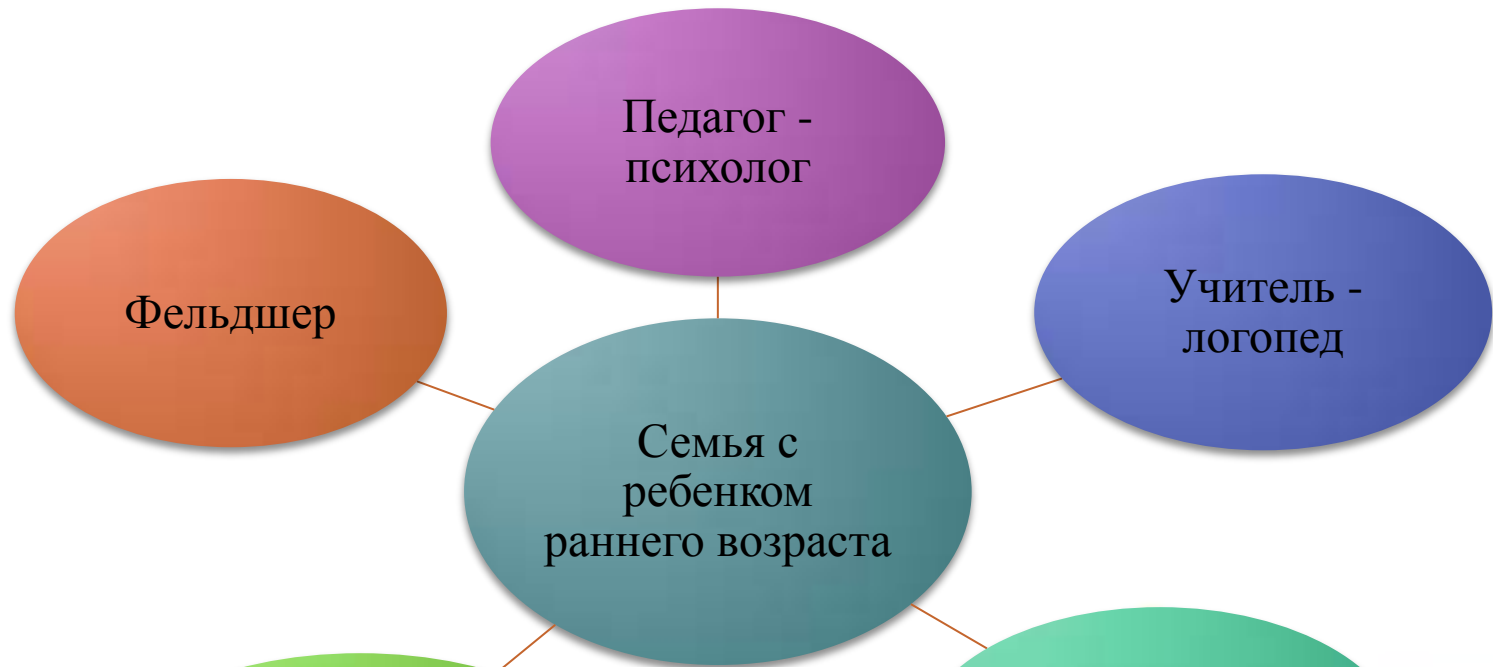 Педагог -
психолог
Фельдшер
Учитель -
логопед
Семья с
ребенком
раннего возраста